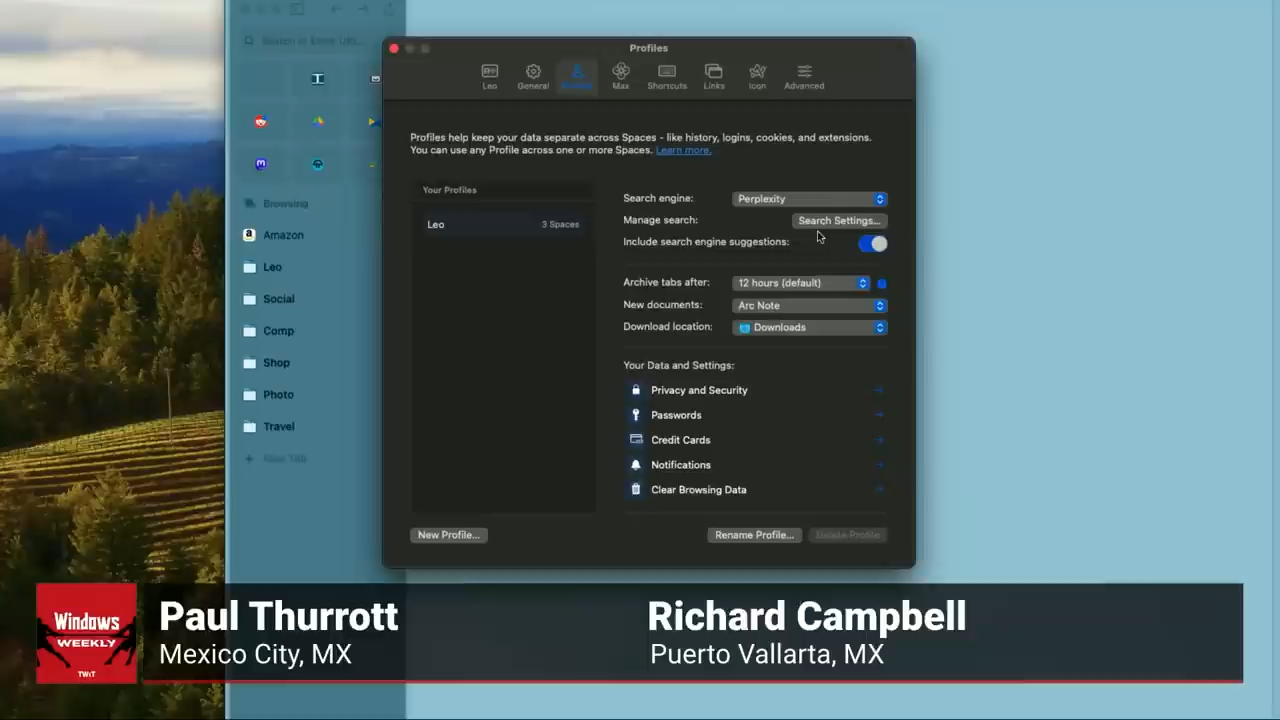 Profiles
Leo
General
Max
Shortcuts
Links
Icon
Advanced
Profiles help keep your data separate across Spaces - like history, logins, cookies, and extensions.
You can use any Profile across one or more Spaces. Learn more.
Your Profiles
Leo
3 Spaces
Search engine:
Perplexity
Manage search:
Search Settings...
Include search engine suggestions:
Archive tabs after:
12 hours (default)
New documents:
Arc Note
Download location:
Downloads
Your Data and Settings:
Privacy and Security
Passwords
Credit Cards
Notifications
Clear Browsing Data
New Profile...
Rename Profile...
Delete Profile
Browsing
Amazon
Leo
Social
Comp
Shop
Photo
Travel
New Tab
Windows
WEEKLY
TWiT
Paul Thurrott
Mexico City, MX
Richard Campbell
Puerto Vallarta, MX